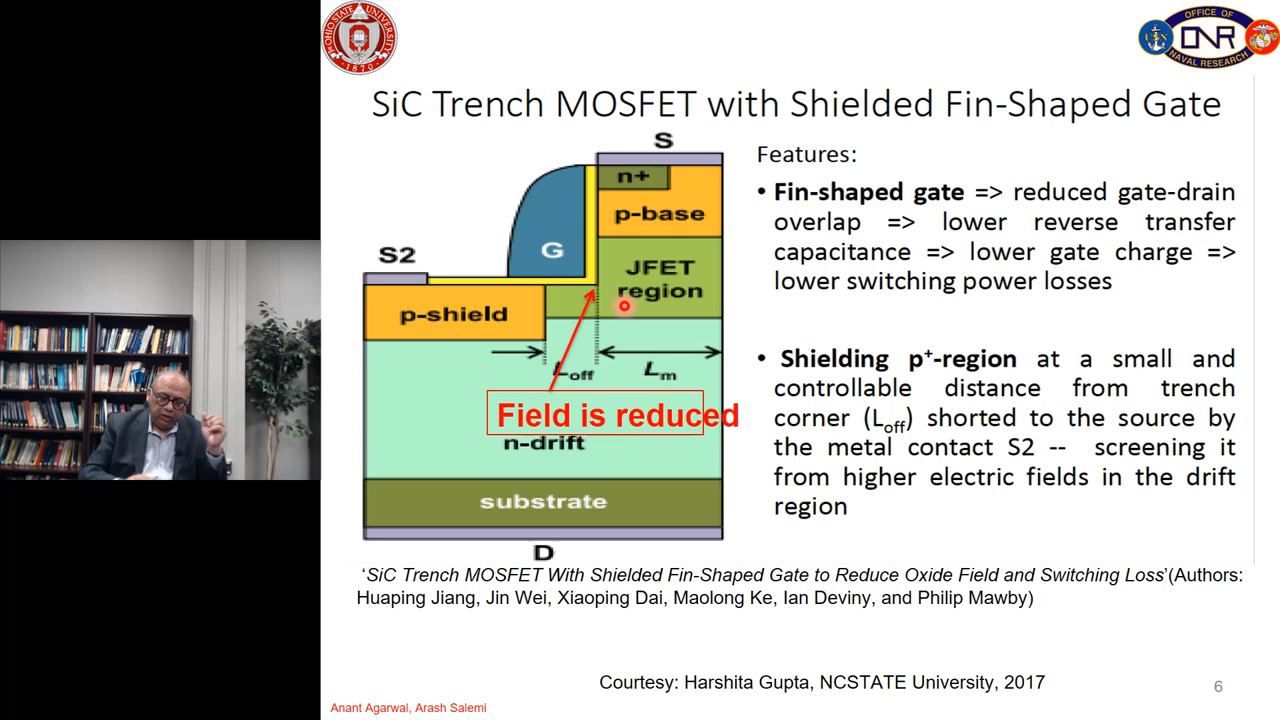 THE OHIO STATE UNIVERSITY
1870
OFFICE OF
ONR
NAVAL RESEARCH
SiC Trench MOSFET with Shielded Fin-Shaped Gate
S
n+
p-base
G
JFET
region
S2
p-shield
Loff
Lm
Field is reduced
n-drift
substrate
D
Features:
• Fin-shaped gate => reduced gate-drain
overlap => lower reverse transfer
capacitance => lower gate charge =>
lower switching power losses
• Shielding p⁺-region at a small and
controllable distance from trench
corner (Loff) shorted to the source by
the metal contact S2 -- screening it
from higher electric fields in the drift
region
‘SiC Trench MOSFET With Shielded Fin-Shaped Gate to Reduce Oxide Field and Switching Loss’(Authors:
Huaping Jiang, Jin Wei, Xiaoping Dai, Maolong Ke, Ian Deviny, and Philip Mawby)
Courtesy: Harshita Gupta, NCSTATE University, 2017
6
Anant Agarwal, Arash Salemi